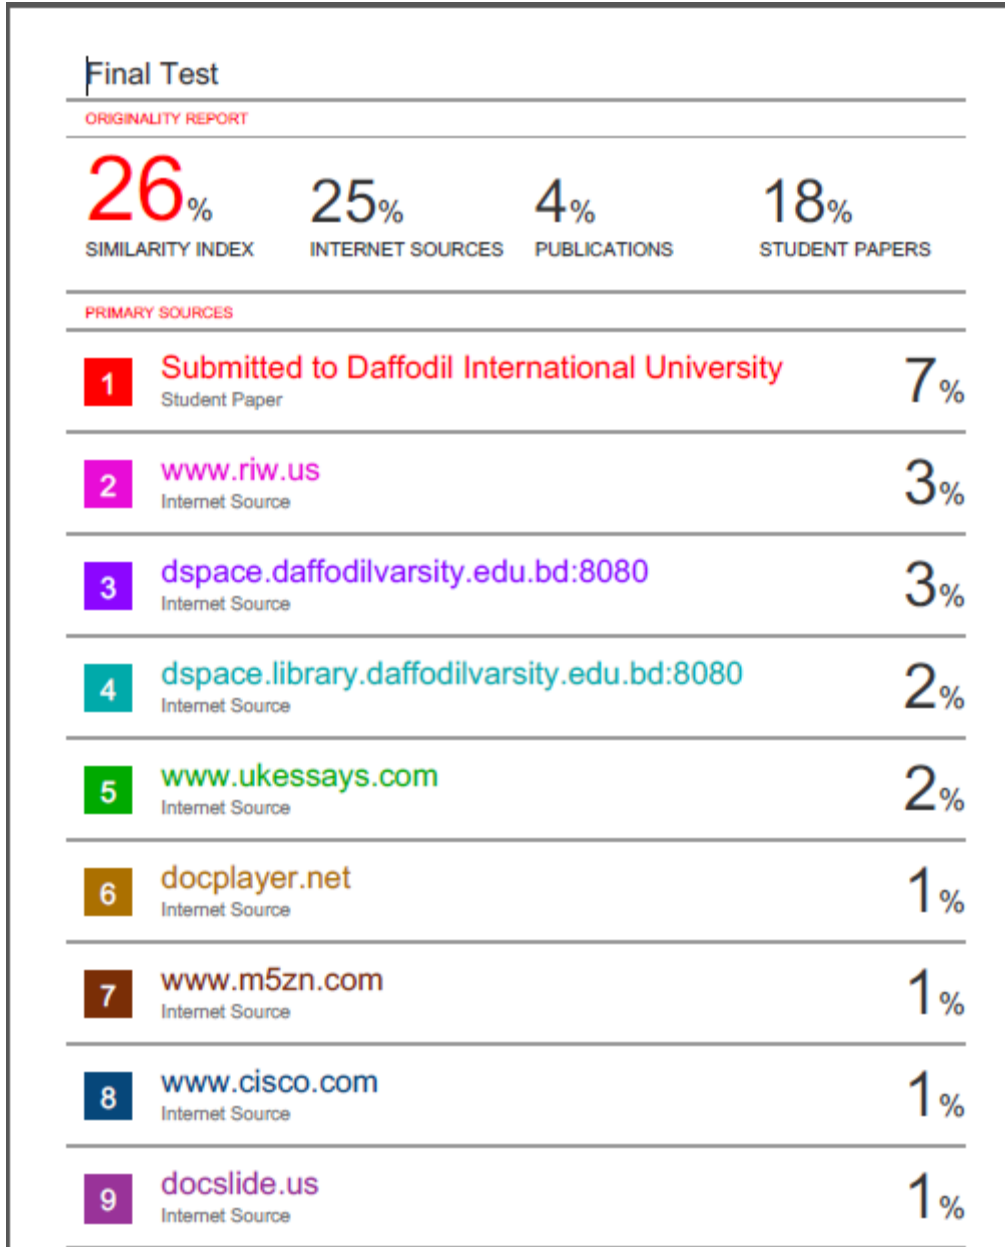 Final Test
ORIGINALITY REPORT
26% 25% 4% 18%
SIMILARITY INDEX INTERNET SOURCES PUBLICATIONS STUDENT PAPERS
PRIMARY SOURCES
1 Submitted to Daffodil International University 7%
Student Paper
2 www.riw.us 3%
Internet Source
3 dspace.daffodilvarsity.edu.bd:8080 3%
Internet Source
4 dspace.library.daffodilvarsity.edu.bd:8080 2%
Internet Source
5 www.ukessays.com 2%
Internet Source
6 docplayer.net 1%
Internet Source
7 www.m5zn.com 1%
Internet Source
8 www.cisco.com 1%
Internet Source
9 docslide.us 1%
Internet Source